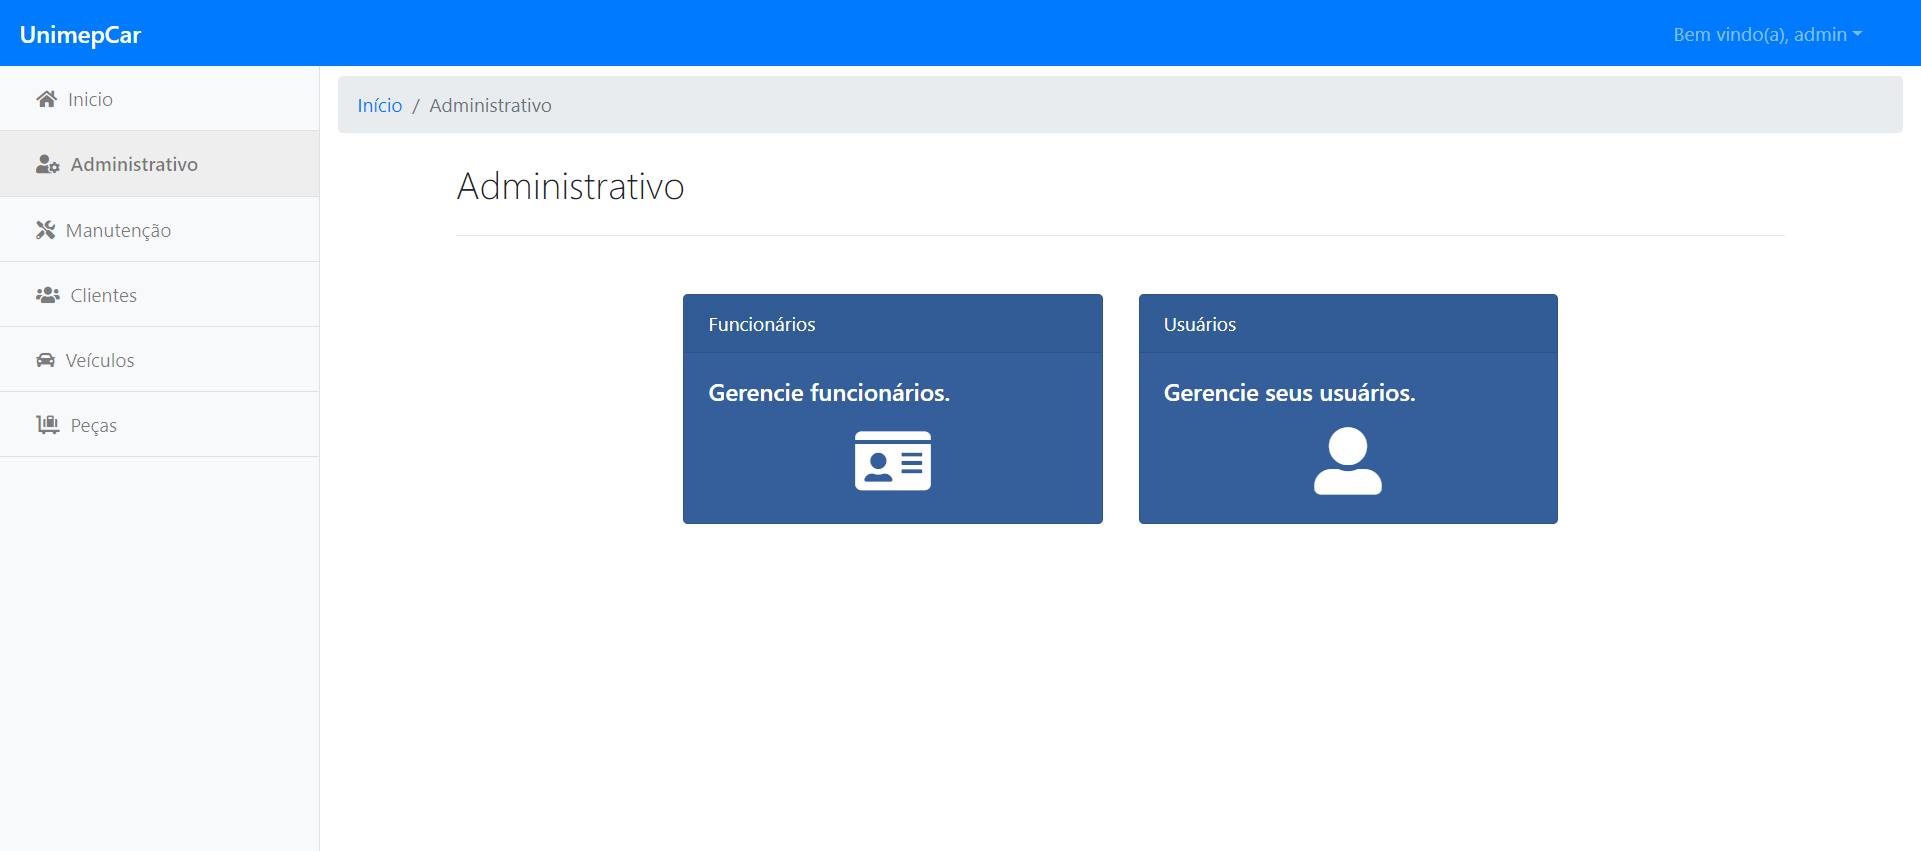 UnimepCar
Bem vindo(a), admin
Inicio
Administrativo
Manutenção
Clientes
Veículos
Peças
Início / Administrativo
Administrativo
Funcionários
Gerencie funcionários.
Usuários
Gerencie seus usuários.